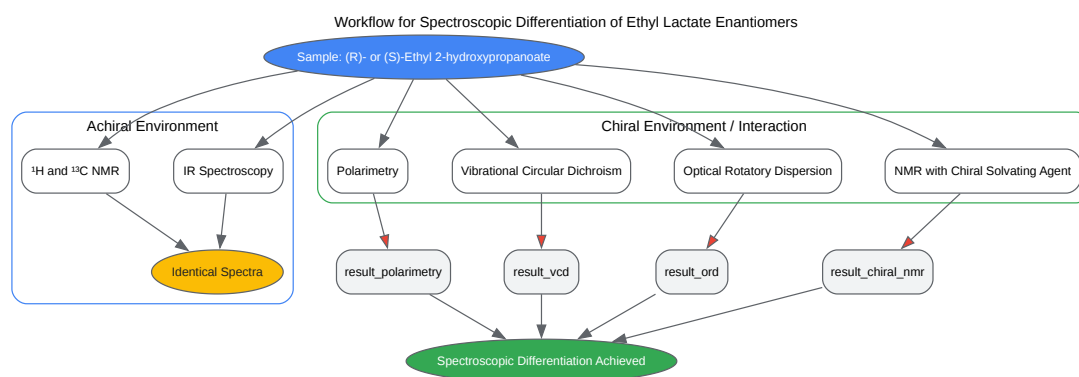 Workflow for Spectroscopic Differentiation of Ethyl Lactate Enantiomers
Sample: (R)- or (S)-Ethyl 2-hydroxypropanoate
Achiral Environment
Chiral Environment / Interaction
¹H and ¹³C NMR
IR Spectroscopy
Polarimetry
Vibrational Circular Dichroism
Optical Rotatory Dispersion
NMR with Chiral Solvating Agent
Identical Spectra
result_polarimetry
result_vcd
result_ord
result_chiral_nmr
Spectroscopic Differentiation Achieved